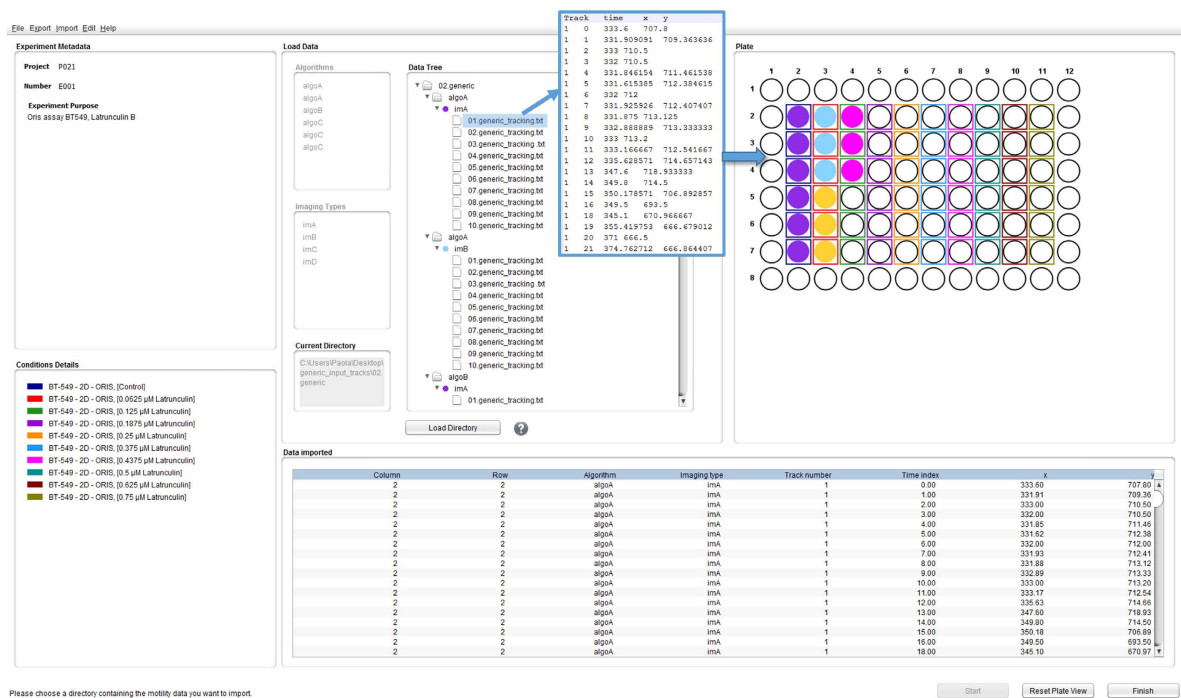 File Export Import Edit Help
Experiment Metadata
Project P021
Number E001
Experiment Purpose
Oris assay BT549, Latrunculin B
Load Data
Algorithms
algoA
algoA
algoB
algoC
algoC
algoC
Imaging Types
imA
imB
imC
imD
Current Directory
C:\Users\Paola\Desktop\
generic_input_tracks\02.
generic
Data Tree
02.generic
algoA
imA
01.generic_tracking.txt
02.generic_tracking.txt
03.generic_tracking .txt
04.generic_tracking.txt
05.generic_tracking.txt
06.generic_tracking.txt
07.generic_tracking.txt
08.generic_tracking.txt
09.generic_tracking.txt
10.generic_tracking.txt
algoA
imB
01.generic_tracking.txt
02.generic_tracking.txt
03.generic_tracking .txt
04.generic_tracking.txt
05.generic_tracking.txt
06.generic_tracking.txt
07.generic_tracking.txt
08.generic_tracking.txt
09.generic_tracking.txt
10.generic_tracking.txt
algoB
imA
01.generic_tracking.txt
Load Directory ?
Track time x y
1 0 333.6 707.8
1 1 331.909091 709.363636
1 2 333 710.5
1 3 332 710.5
1 4 331.846154 711.461538
1 5 331.615385 712.384615
1 6 332 712
1 7 331.925926 712.407407
1 8 331.875 713.125
1 9 332.888889 713.333333
1 10 333 713.2
1 11 333.166667 712.541667
1 12 335.628571 714.657143
1 13 347.6 718.933333
1 14 349.8 714.5
1 15 350.178571 706.892857
1 16 349.5 693.5
1 18 345.1 670.966667
1 19 355.419753 666.679012
1 20 371 666.5
1 21 374.762712 666.864407
Plate
1 2 3 4 5 6 7 8 9 10 11 12
1
2
3
4
5
6
7
8
Conditions Details
BT-549 - 2D - ORIS, [Control]
BT-549 - 2D - ORIS, [0.0625 µM Latrunculin]
BT-549 - 2D - ORIS, [0.125 µM Latrunculin]
BT-549 - 2D - ORIS, [0.1875 µM Latrunculin]
BT-549 - 2D - ORIS, [0.25 µM Latrunculin]
BT-549 - 2D - ORIS, [0.375 µM Latrunculin]
BT-549 - 2D - ORIS, [0.4375 µM Latrunculin]
BT-549 - 2D - ORIS, [0.5 µM Latrunculin]
BT-549 - 2D - ORIS, [0.625 µM Latrunculin]
BT-549 - 2D - ORIS, [0.75 µM Latrunculin]
Data imported
Column Row Algorithm Imaging type Track number Time index x y
2 2 algoA imA 1 0.00 333.60 707.80
2 2 algoA imA 1 1.00 331.91 709.36
2 2 algoA imA 1 2.00 333.00 710.50
2 2 algoA imA 1 3.00 332.00 710.50
2 2 algoA imA 1 4.00 331.85 711.46
2 2 algoA imA 1 5.00 331.62 712.38
2 2 algoA imA 1 6.00 332.00 712.00
2 2 algoA imA 1 7.00 331.93 712.41
2 2 algoA imA 1 8.00 331.88 713.12
2 2 algoA imA 1 9.00 332.89 713.33
2 2 algoA imA 1 10.00 333.00 713.20
2 2 algoA imA 1 11.00 333.17 712.54
2 2 algoA imA 1 12.00 335.63 714.66
2 2 algoA imA 1 13.00 347.60 718.93
2 2 algoA imA 1 14.00 349.80 714.50
2 2 algoA imA 1 15.00 350.18 706.89
2 2 algoA imA 1 16.00 349.50 693.50
2 2 algoA imA 1 18.00 345.10 670.97
Please choose a directory containing the motility data you want to import.
Start Reset Plate View Finish